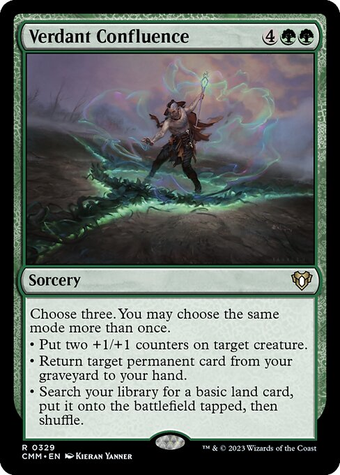 Verdant Confluence 4
Sorcery
Choose three. You may choose the same
mode more than once.
• Put two +1/+1 counters on target creature.
• Return target permanent card from your
graveyard to your hand.
• Search your library for a basic land card,
put it onto the battlefield tapped, then
shuffle.
R 0329
CMM • EN Kieran Yanner
™ & © 2023 Wizards of the Coast